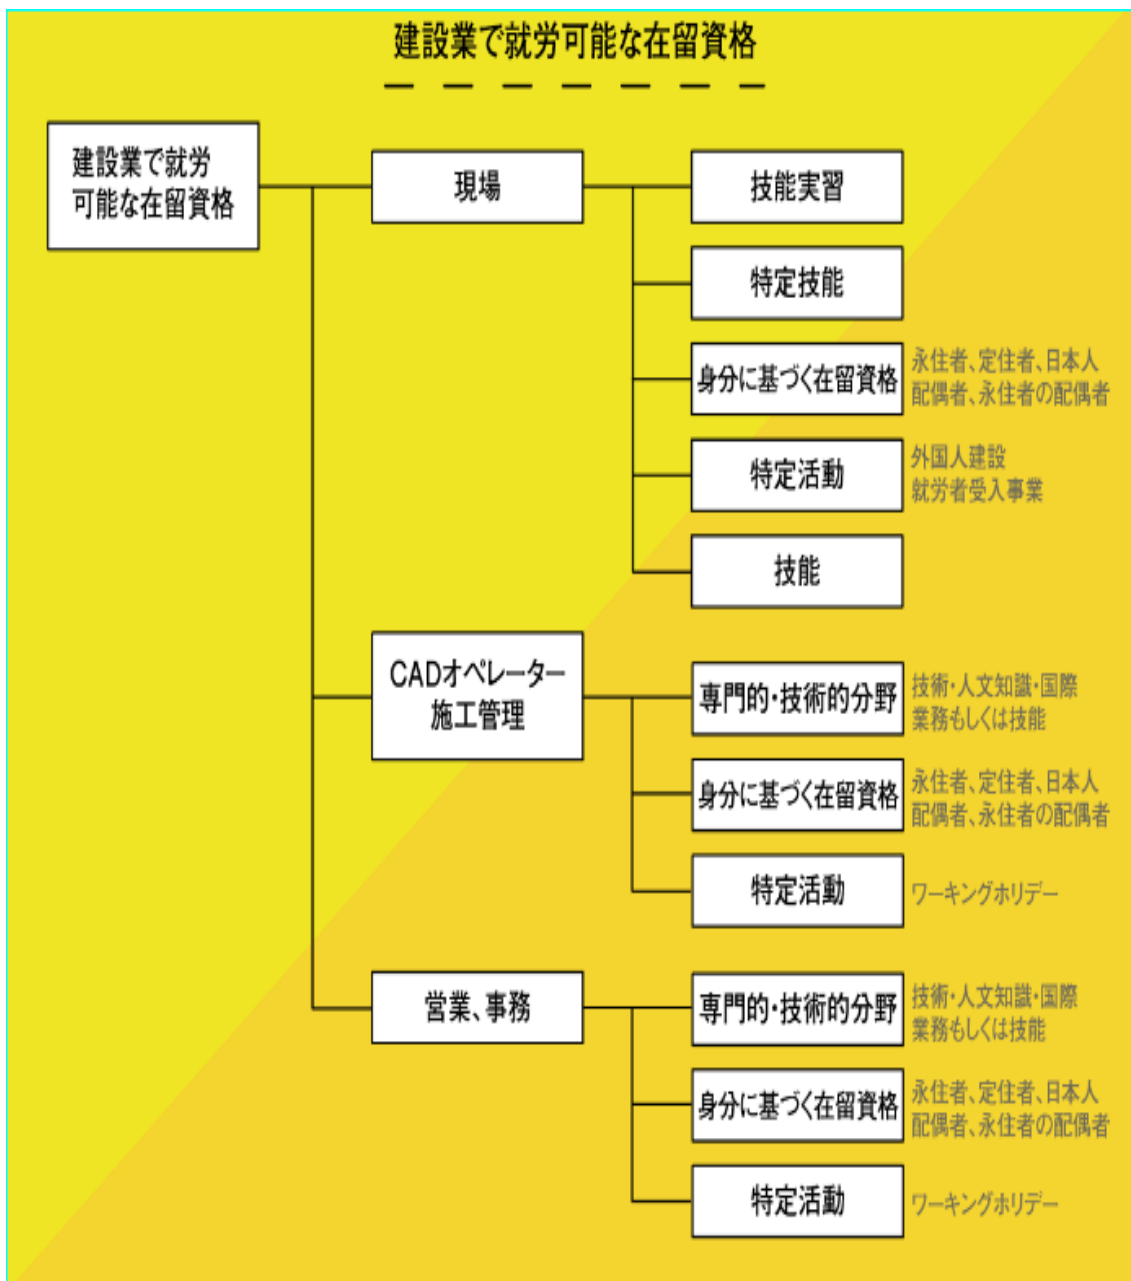 建設業で就労可能な在留資格
建設業で就労
可能な在留資格
現場
技能実習
特定技能
身分に基づく在留資格
永住者、定住者、日本人
配偶者、永住者の配偶者
特定活動
外国人建設
就労者受入事業
技能
CADオペレーター
施工管理
専門的・技術的分野
技術・人文知識・国際
業務もしくは技能
身分に基づく在留資格
永住者、定住者、日本人
配偶者、永住者の配偶者
特定活動
ワーキングホリデー
営業、事務
専門的・技術的分野
技術・人文知識・国際
業務もしくは技能
身分に基づく在留資格
永住者、定住者、日本人
配偶者、永住者の配偶者
特定活動
ワーキングホリデー